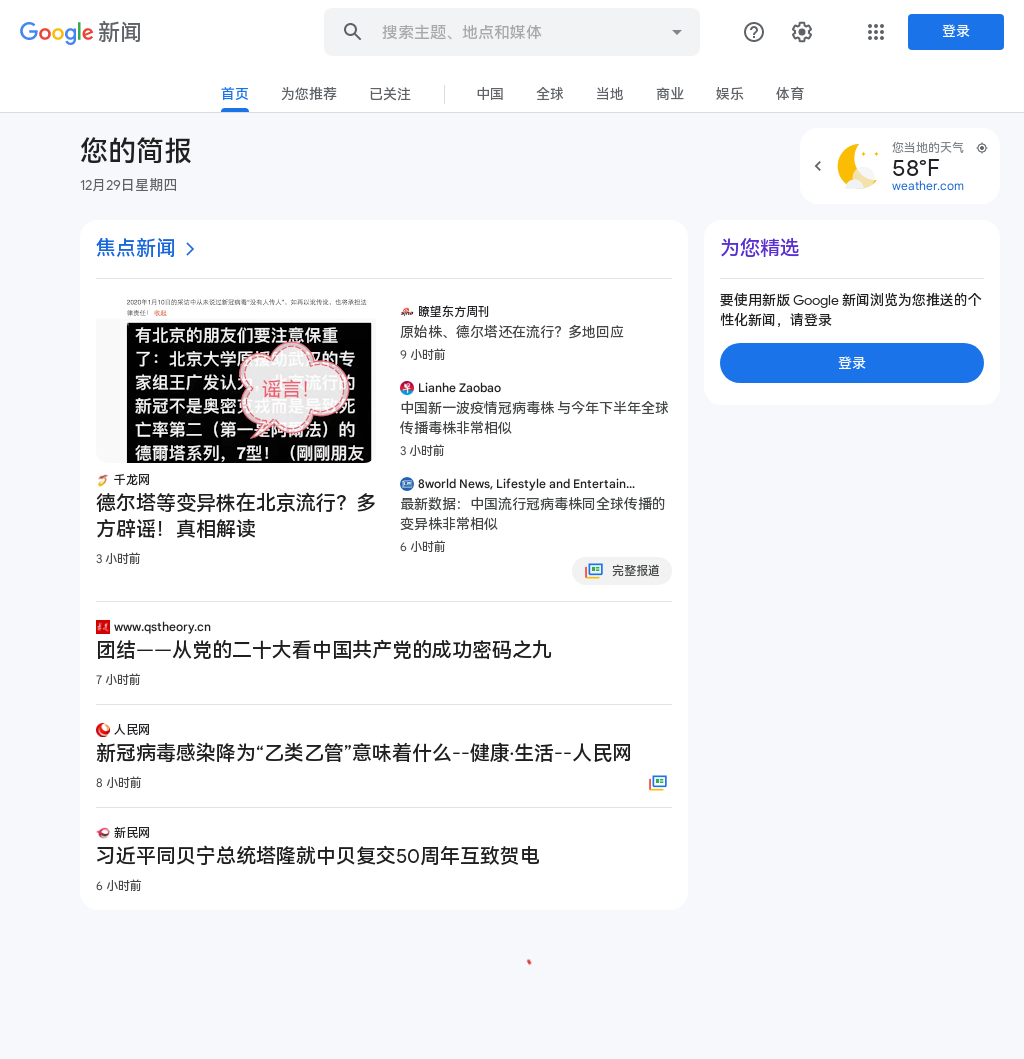 Google 新闻
搜索主题、地点和媒体
登录
首页 为您推荐 已关注 中国 全球 当地 商业 娱乐 体育
您的简报
12月29日星期四
您当地的天气
58°F
weather.com
焦点新闻
2020年1月10日的采访中从未说过新冠病毒"没有人传人"，如再以讹传讹，也将承担法
律责任！ 收起
有北京的朋友们要注意保重
了：北京大学原援助武汉的专
家组王广发认为，北京流行的
新冠不是奥密克戎而是导致死
亡率第二（第一是阿爾法）的
德爾塔系列，7型！（剛剛朋友
谣言！
千龙网
德尔塔等变异株在北京流行？多
方辟谣！真相解读
3 小时前
瞭望东方周刊
原始株、德尔塔还在流行？多地回应
9 小时前
Lianhe Zaobao
中国新一波疫情冠病毒株 与今年下半年全球
传播毒株非常相似
3 小时前
8world News, Lifestyle and Entertain...
最新数据：中国流行冠病毒株同全球传播的
变异株非常相似
6 小时前
完整报道
www.qstheory.cn
团结——从党的二十大看中国共产党的成功密码之九
7 小时前
人民网
新冠病毒感染降为“乙类乙管”意味着什么--健康·生活--人民网
8 小时前
新民网
习近平同贝宁总统塔隆就中贝复交50周年互致贺电
6 小时前
为您精选
要使用新版 Google 新闻浏览为您推送的个
性化新闻，请登录
登录